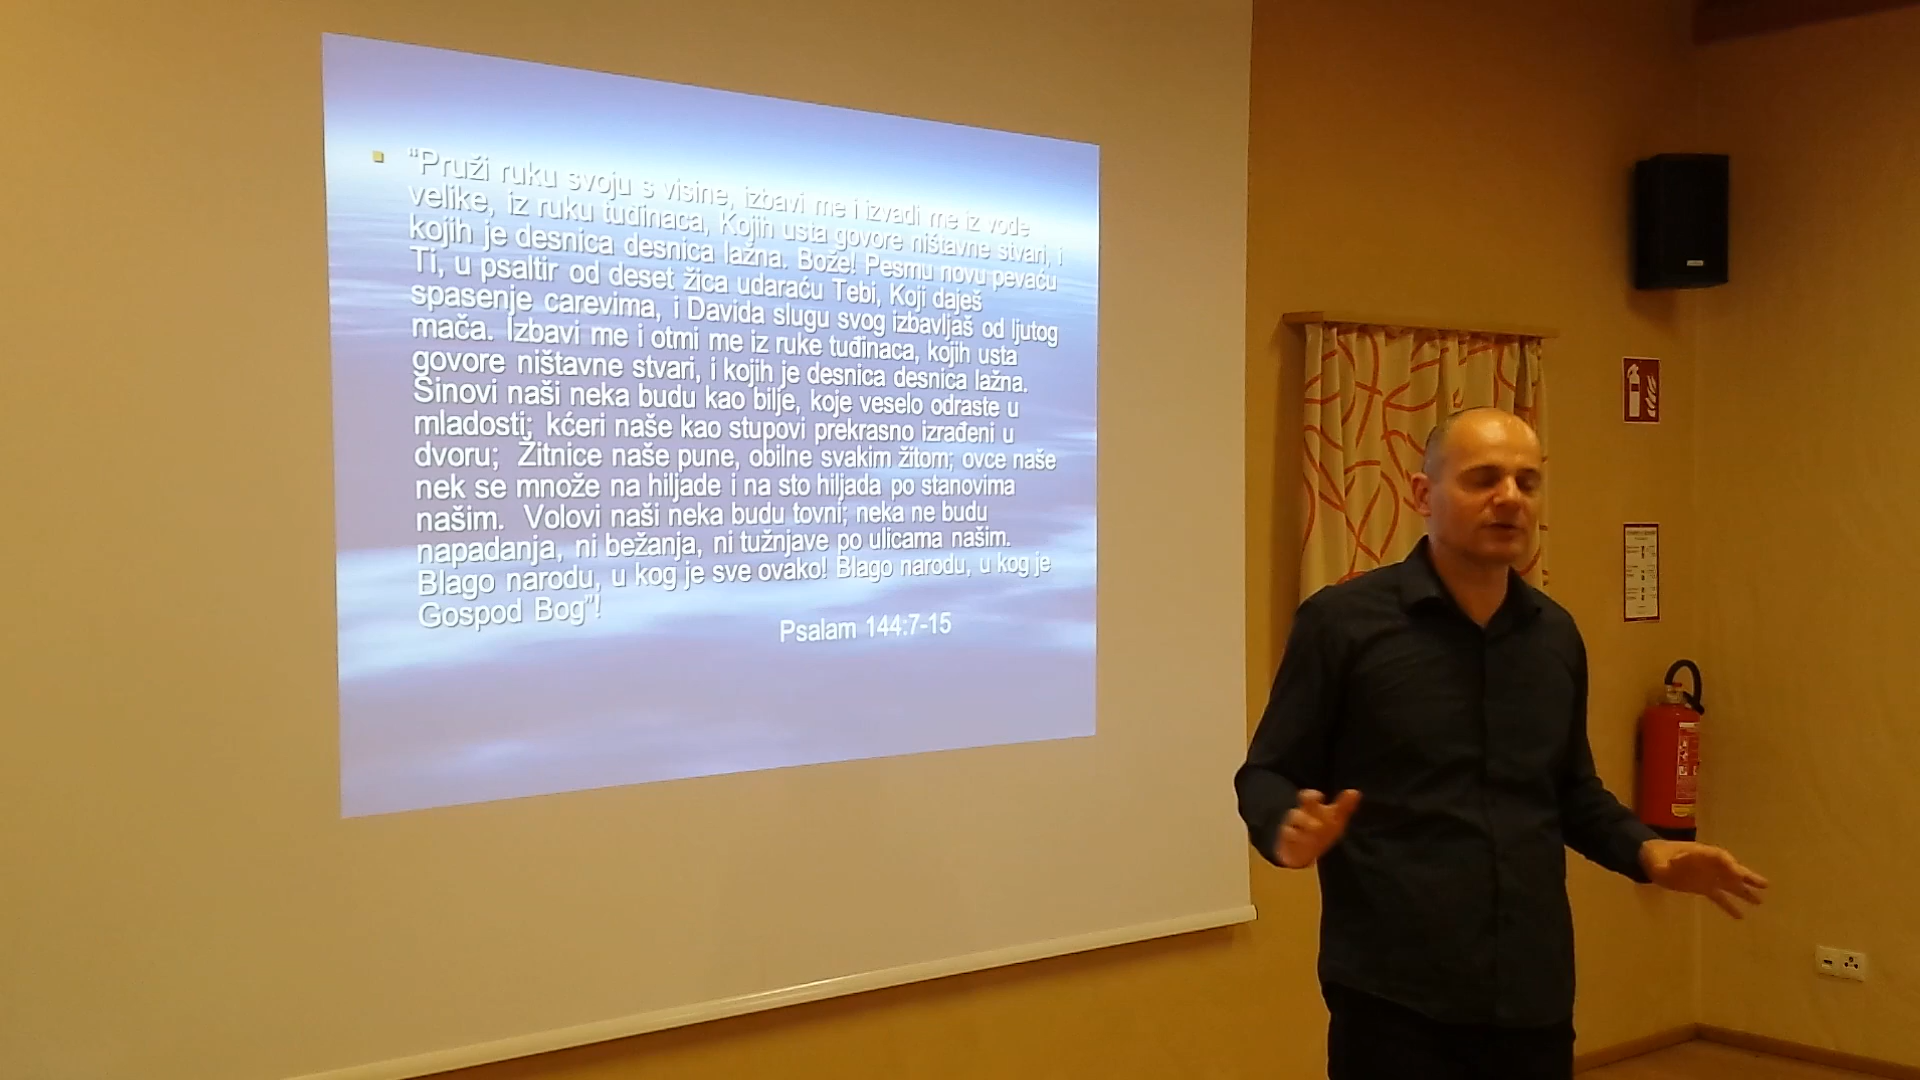 “Pruži ruku svoju s visine, izbavi me i izvadi me iz vode
velike, iz ruku tuđinaca, Kojih usta govore ništavne stvari, i
kojih je desnica desnica lažna. Bože! Pesmu novu pevaću
Ti, u psaltir od deset žica udaraću Tebi, Koji daješ
spasenje carevima, i Davida slugu svog izbavljaš od ljutog
mača. Izbavi me i otmi me iz ruke tuđinaca, kojih usta
govore ništavne stvari, i kojih je desnica desnica lažna.
Sinovi naši neka budu kao bilje, koje veselo odraste u
mladosti; kćeri naše kao stupovi prekrasno izrađeni u
dvoru; Žitnice naše pune, obilne svakim žitom; ovce naše
nek se množe na hiljade i na sto hiljada po stanovima
našim. Volovi naši neka budu tovni; neka ne budu
napadanja, ni bežanja, ni tužnjave po ulicama našim.
Blago narodu, u kog je sve ovako! Blago narodu, u kog je
Gospod Bog”!
Psalam 144:7-15